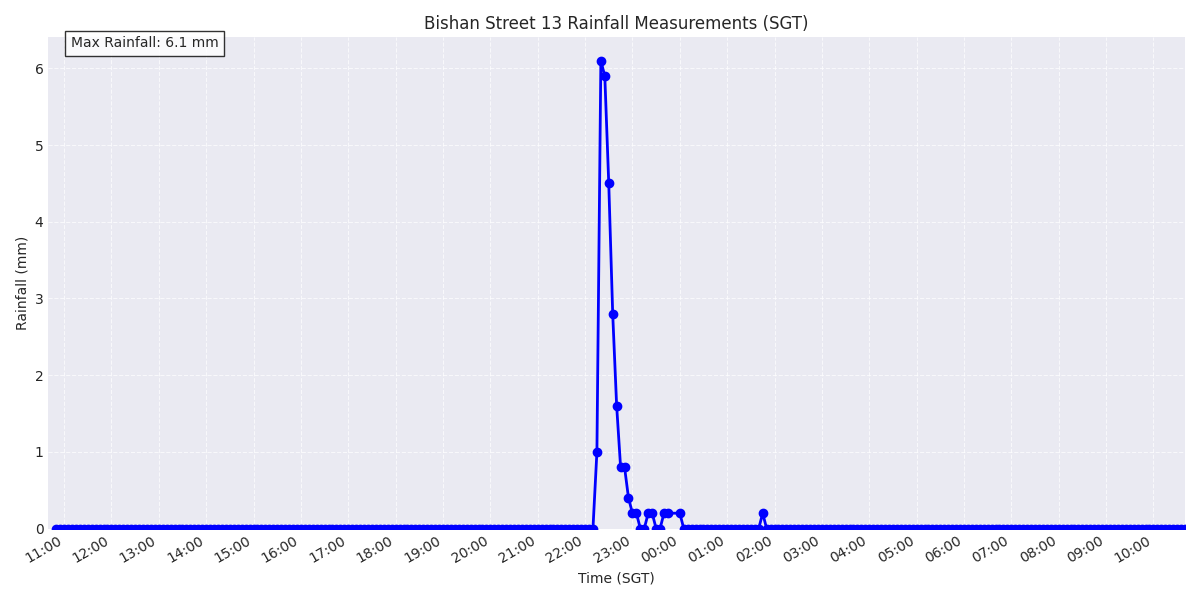 Bishan Street 13 Rainfall Measurements (SGT)
Max Rainfall: 6.1 mm
6
5
4
3
2
1
0
Rainfall (mm)
11:00 12:00 13:00 14:00 15:00 16:00 17:00 18:00 19:00 20:00 21:00 22:00 23:00 00:00 01:00 02:00 03:00 04:00 05:00 06:00 07:00 08:00 09:00 10:00
Time (SGT)